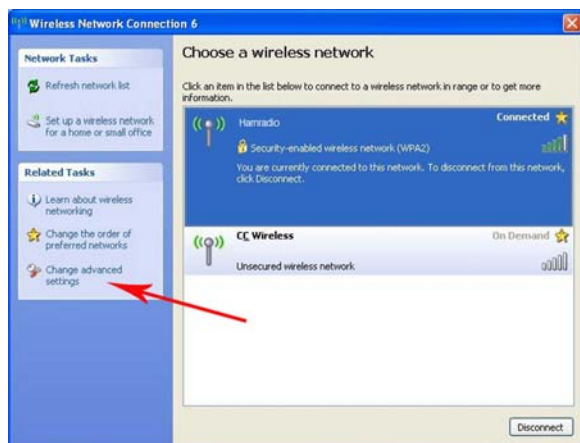 Wireless Network Connection 6
Network Tasks
Refresh network list
Set up a wireless network
for a home or small office
Related Tasks
Learn about wireless
networking
Change the order of
preferred networks
Change advanced
settings
Choose a wireless network
Click an item in the list below to connect to a wireless network in range or to get more
information.
Hamradio
Connected
Security-enabled wireless network (WPA2)
You are currently connected to this network. To disconnect from this network,
click Disconnect.
CC Wireless
On Demand
Unsecured wireless network
Disconnect